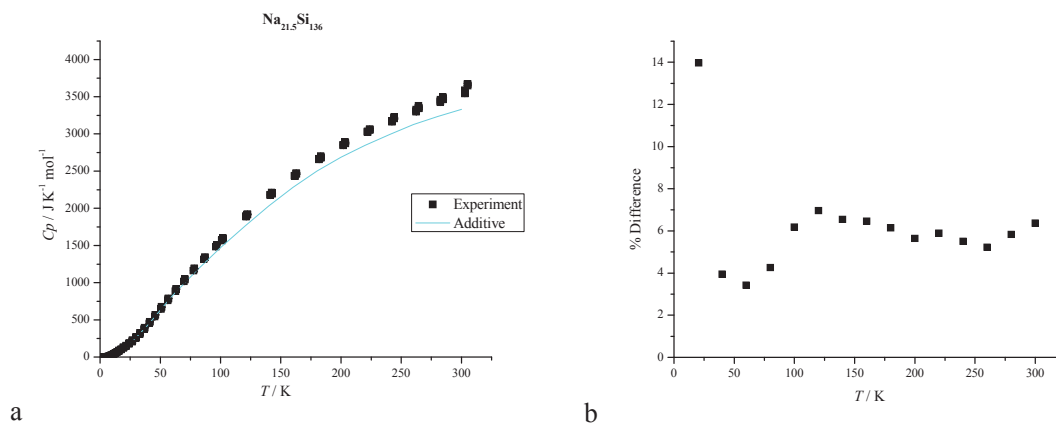 Na21.5Si136
4000
3500
3000
2500
2000
1500
1000
500
0
Cp / J K-1 mol-1
0 50 100 150 200 250 300
T / K
Experiment
Additive
a
14
12
10
8
6
4
2
0
% Difference
0 50 100 150 200 250 300
T / K
b